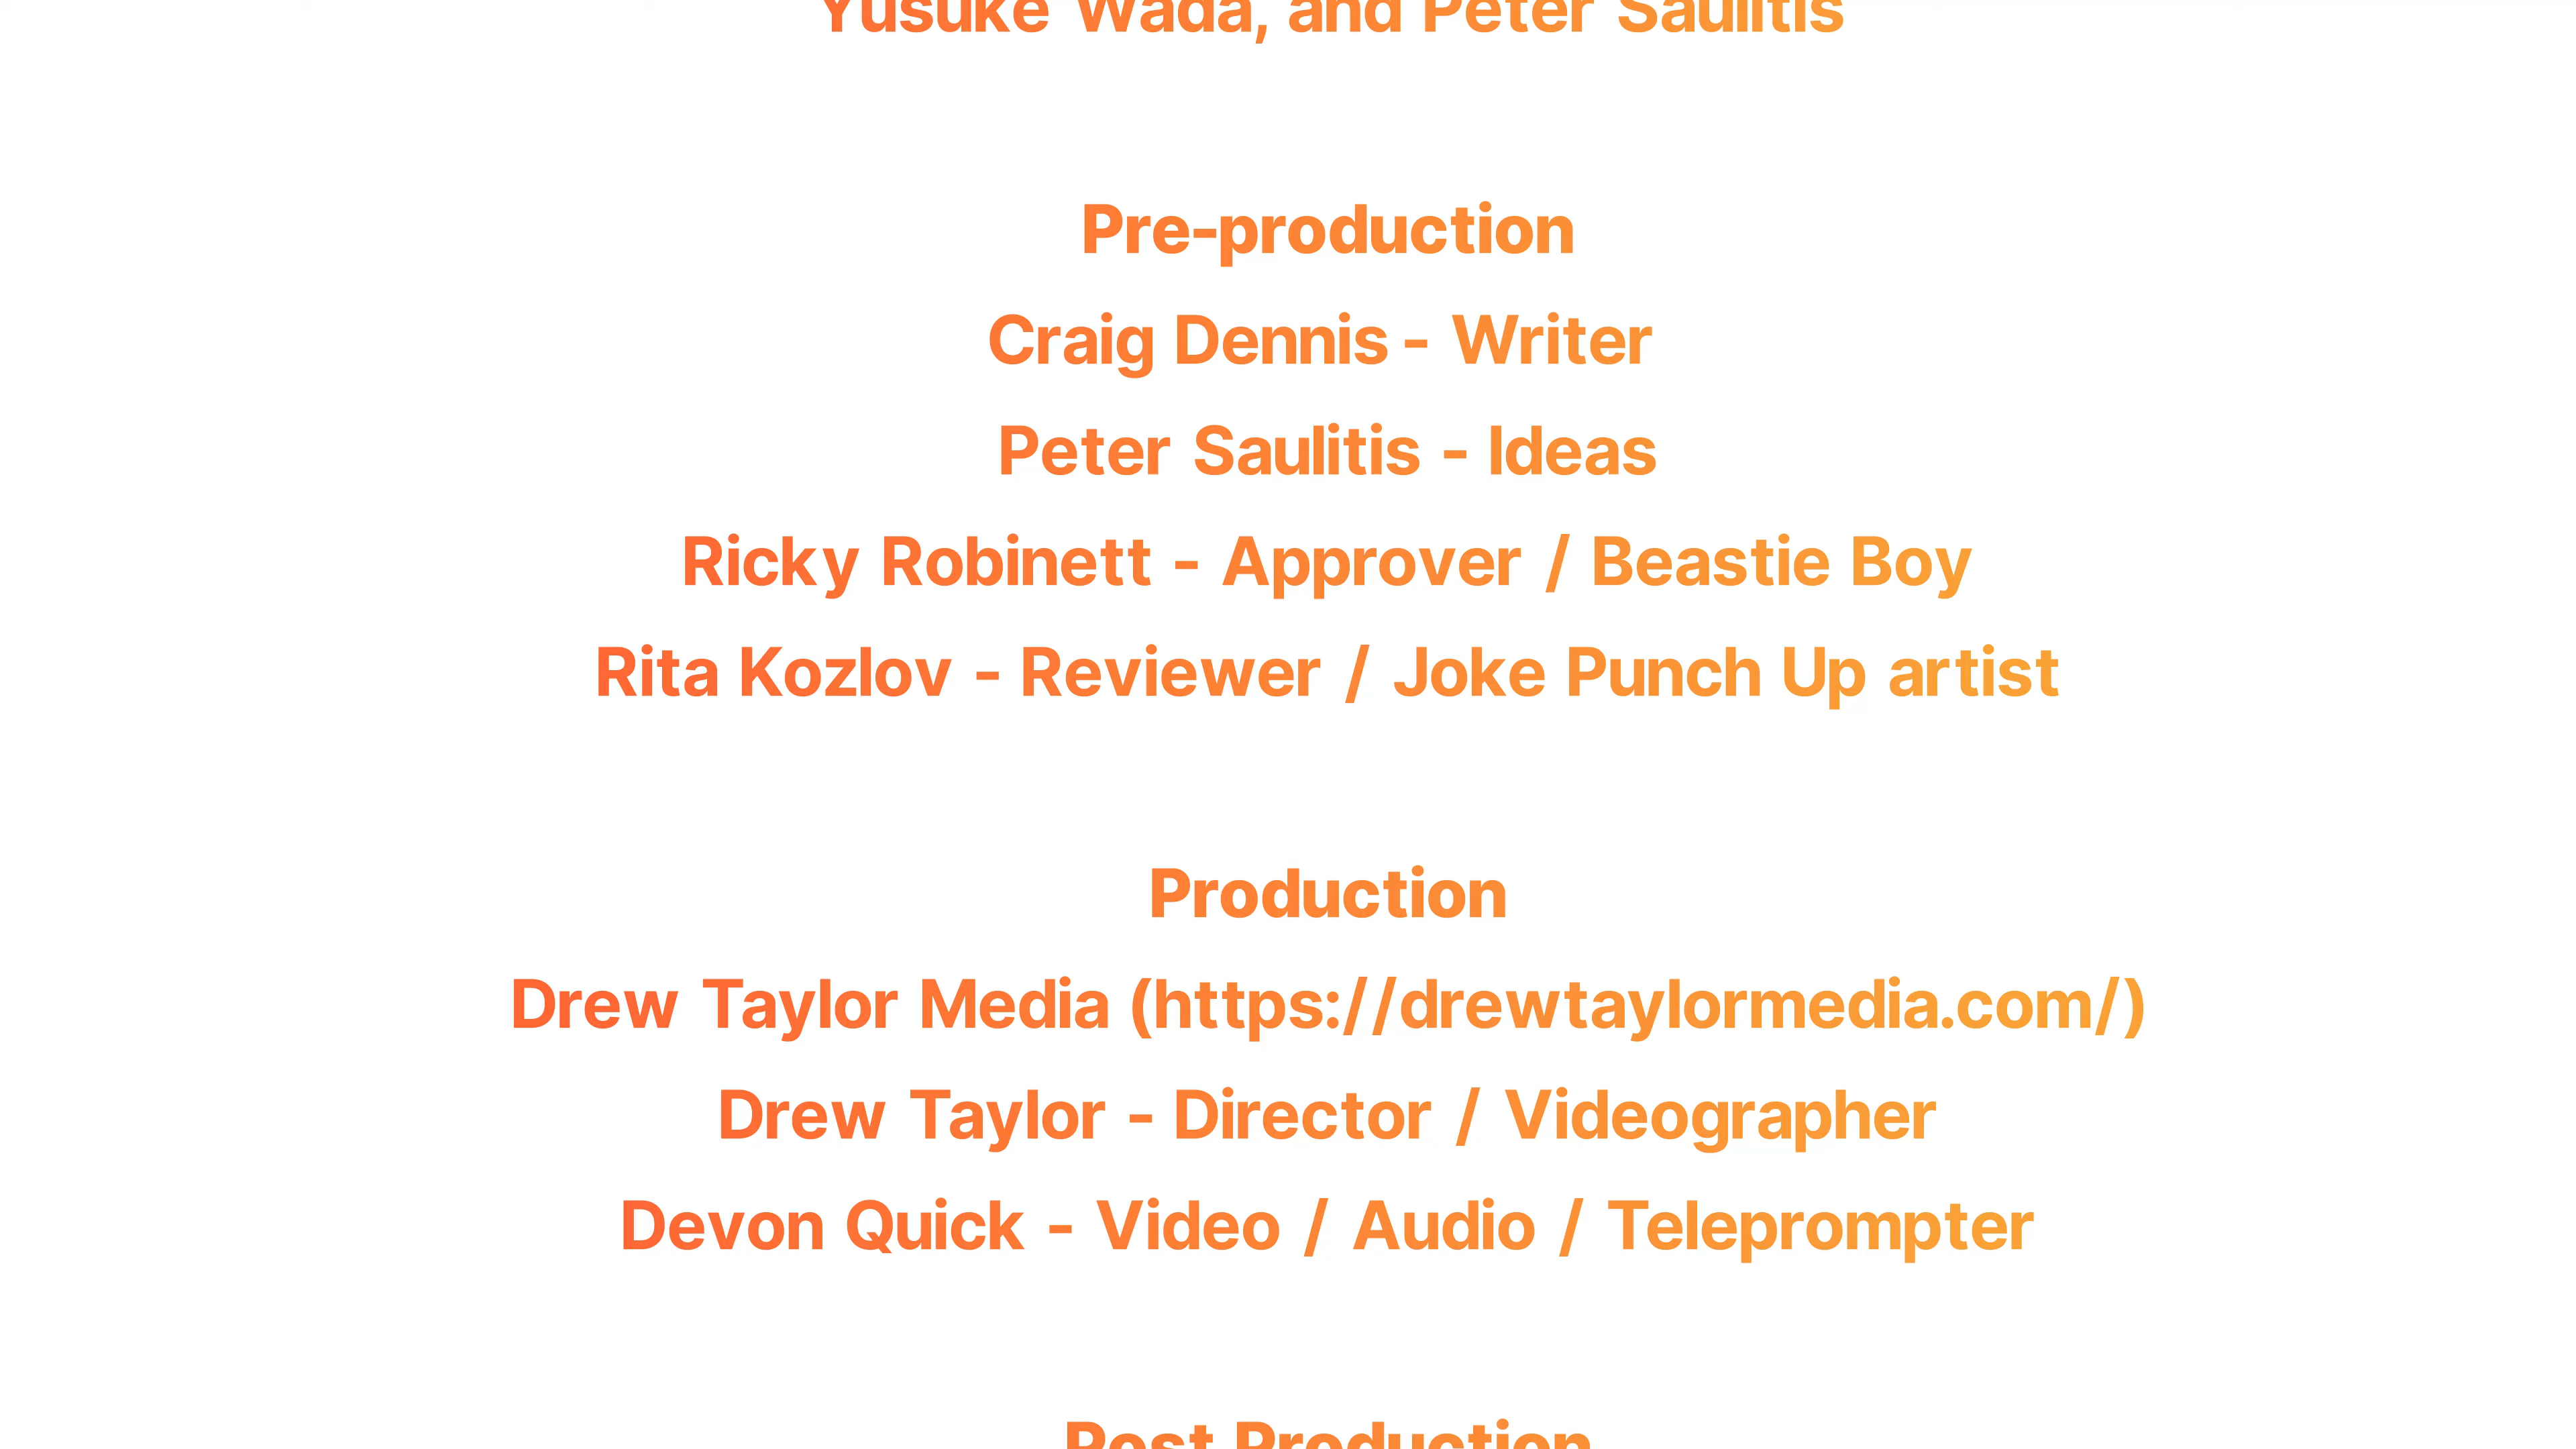 Yusuke Wada, and Peter Saulitis
Pre-production
Craig Dennis - Writer
Peter Saulitis - Ideas
Ricky Robinett - Approver / Beastie Boy
Rita Kozlov - Reviewer / Joke Punch Up artist
Production
Drew Taylor Media (https://drewtaylormedia.com/)
Drew Taylor - Director / Videographer
Devon Quick - Video / Audio / Teleprompter
Post Production